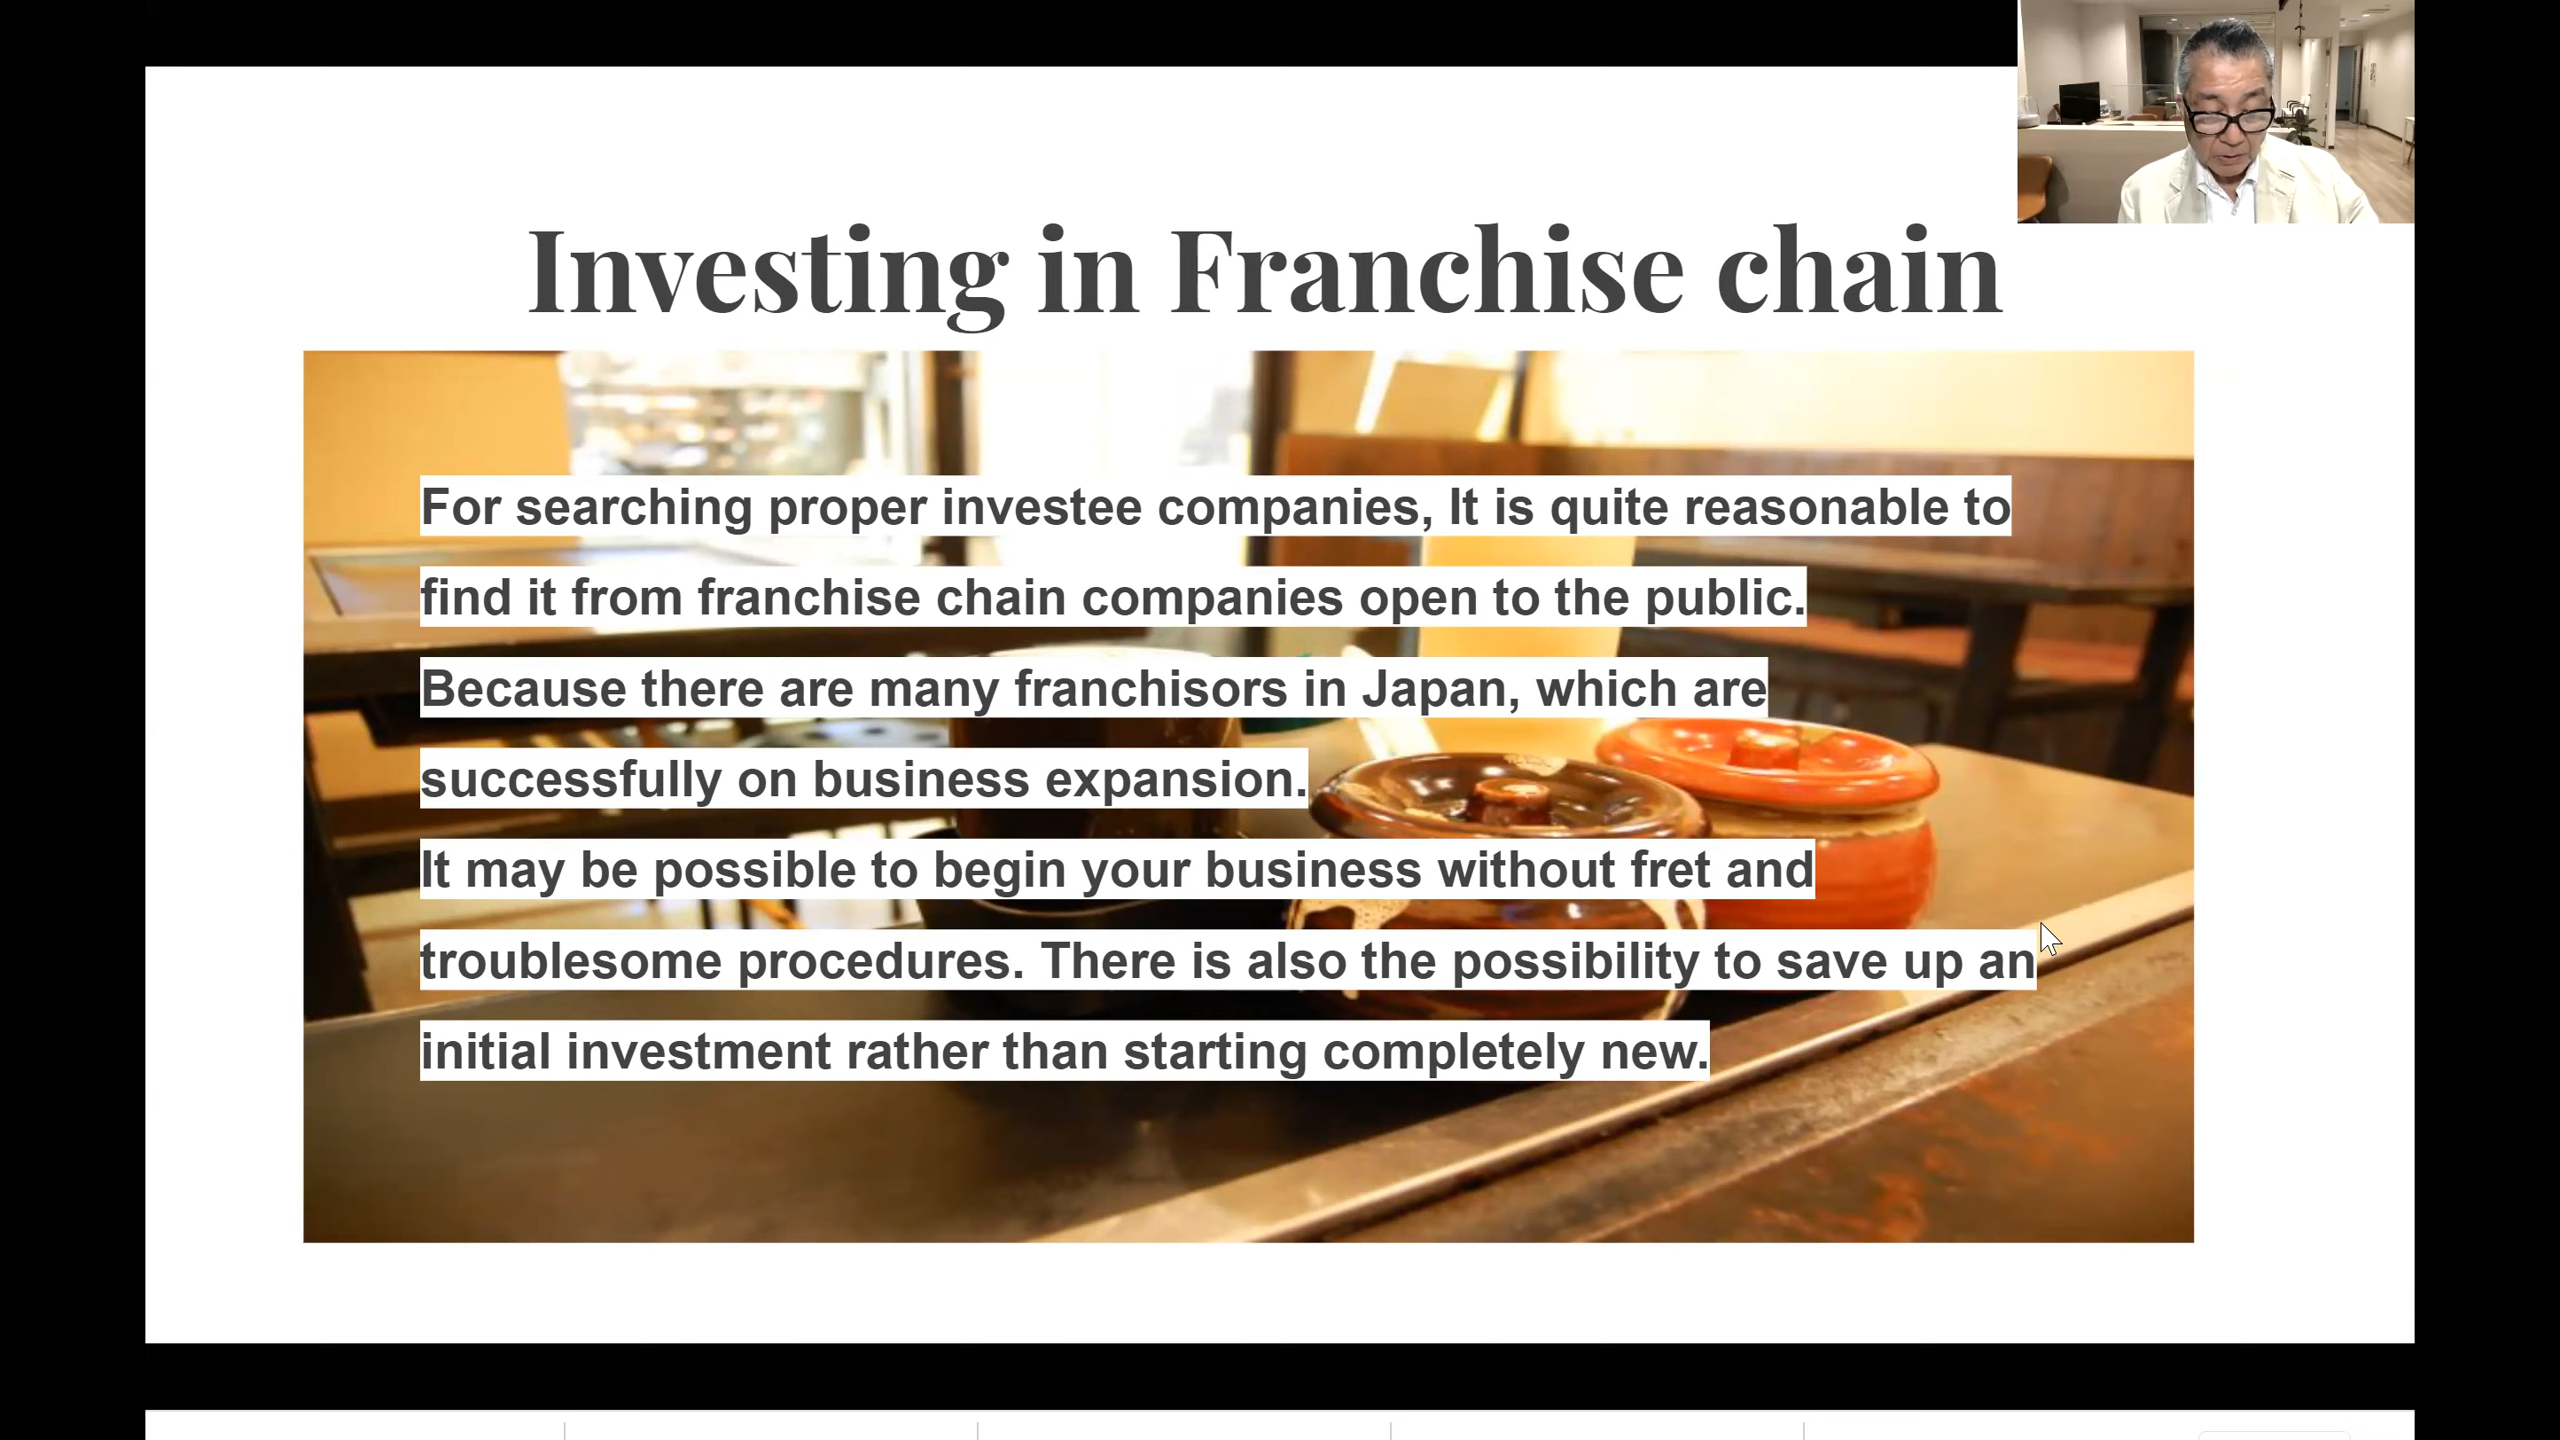 Investing in Franchise chain
For searching proper investee companies, It is quite reasonable to
find it from franchise chain companies open to the public.
Because there are many franchisors in Japan, which are
successfully on business expansion.
It may be possible to begin your business without fret and
troublesome procedures. There is also the possibility to save up an
initial investment rather than starting completely new.